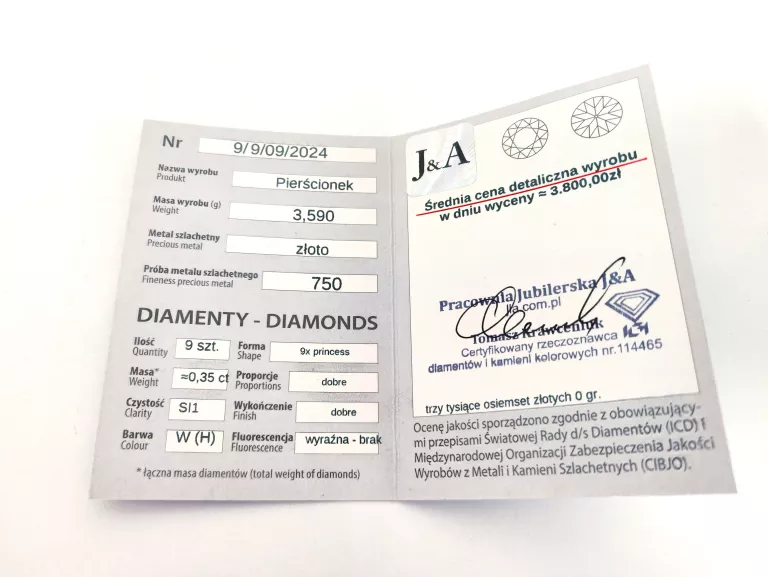 Nr 9/9/09/2024
Nazwa wyrobu
Produkt
Pierścionek
Masa wyrobu (g)
Weight
3,590
Metal szlachetny
Precious metal
złoto
Próba metalu szlachetnego
Fineness precious metal
750
DIAMENTY - DIAMONDS
Ilość
Quantity
9 szt.
Forma
Shape
9x princess
Masa*
Weight
≈0,35 ct
Proporcje
Proportions
dobre
Czystość
Clarity
SI1
Wykończenie
Finish
dobre
Barwa
Colour
W (H)
Fluorescencja
Fluorescence
wyraźna - brak
* łączna masa diamentów (total weight of diamonds)
J&A
Średnia cena detaliczna wyrobu
w dniu wyceny ≈ 3.800,00zł
Pracownia Jubilerska J&A
.com.pl
Tomasz Krawczeniuk
Certyfikowany rzeczoznawca
diamentów i kamieni kolorowych nr.114465
trzy tysiące osiemset złotych 0 gr.
Ocenę jakości sporządzono zgodnie z obowiązujący-
mi przepisami Światowej Rady d/s Diamentów (ICD) i
Międzynarodowej Organizacji Zabezpieczenia Jakości
Wyrobów z Metali i Kamieni Szlachetnych (CIBJO).